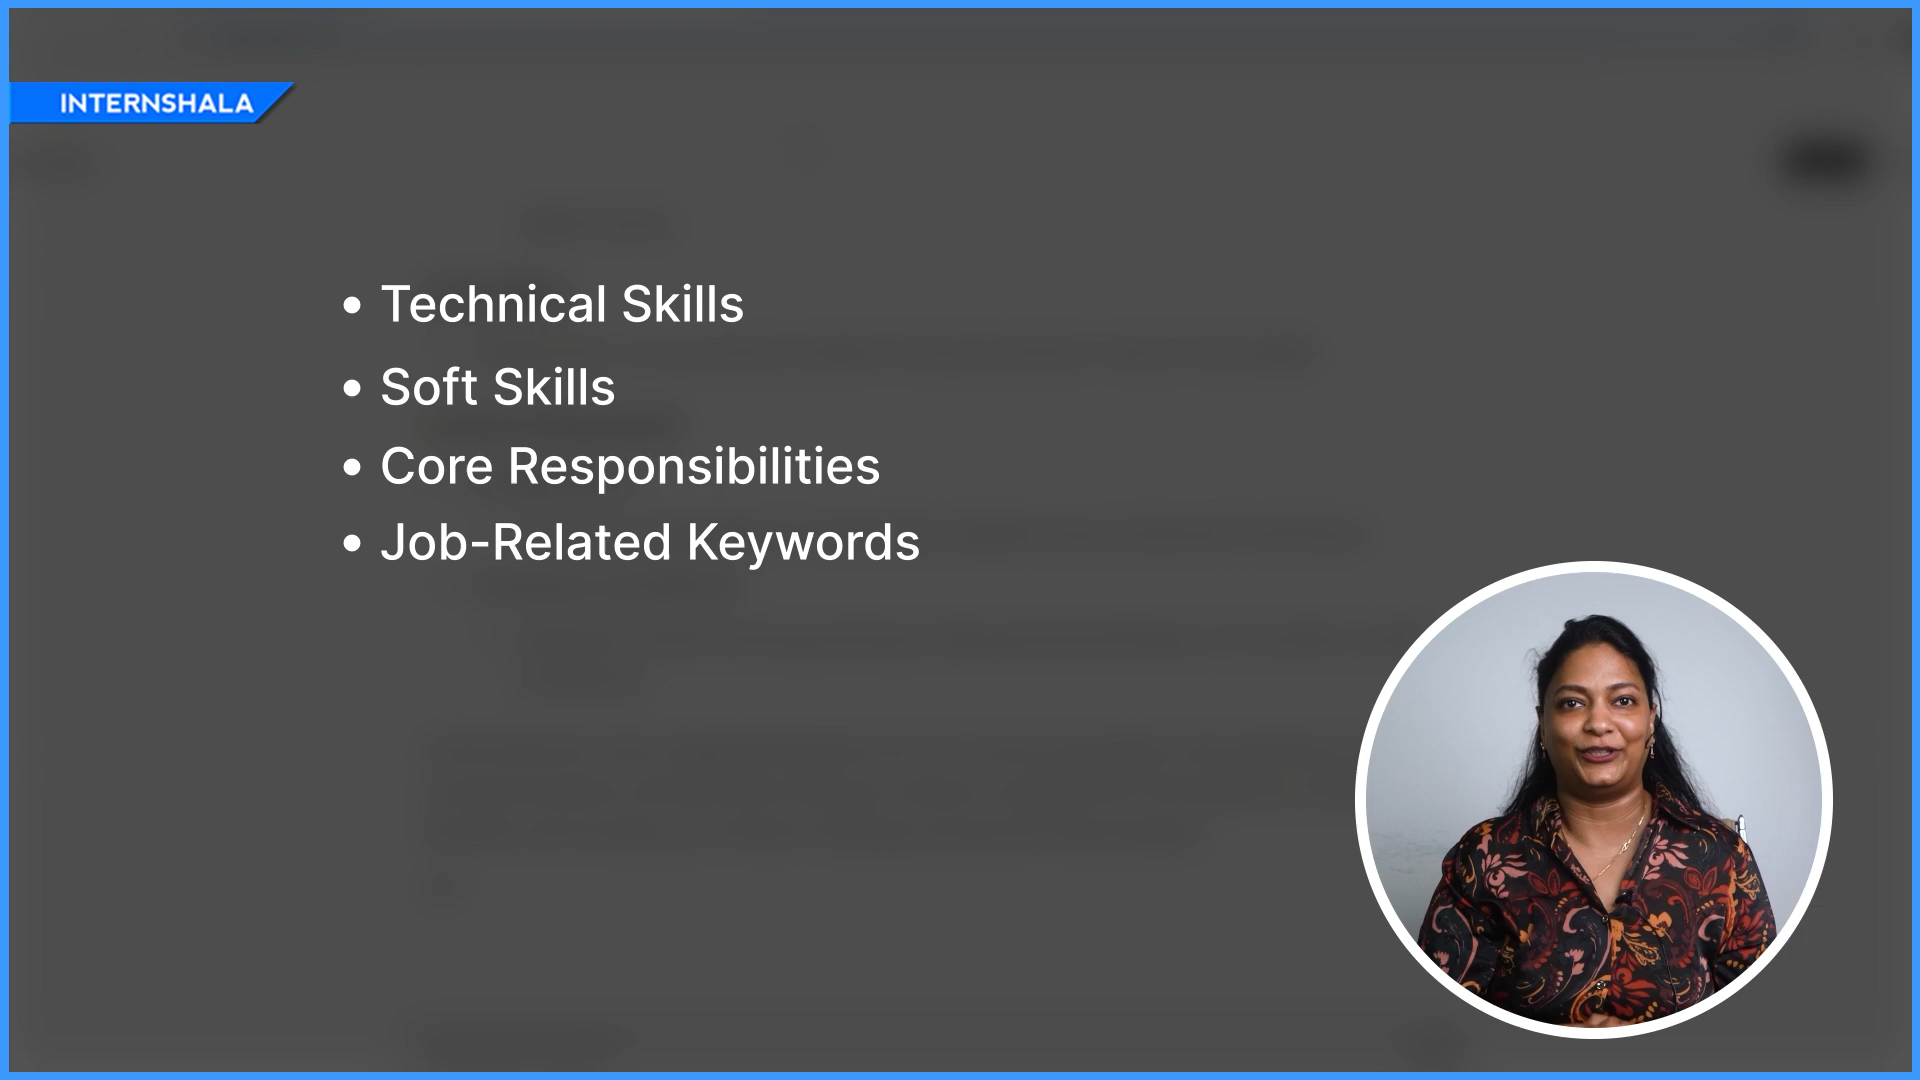 INTERNSHALA
• Technical Skills
• Soft Skills
• Core Responsibilities
• Job-Related Keywords